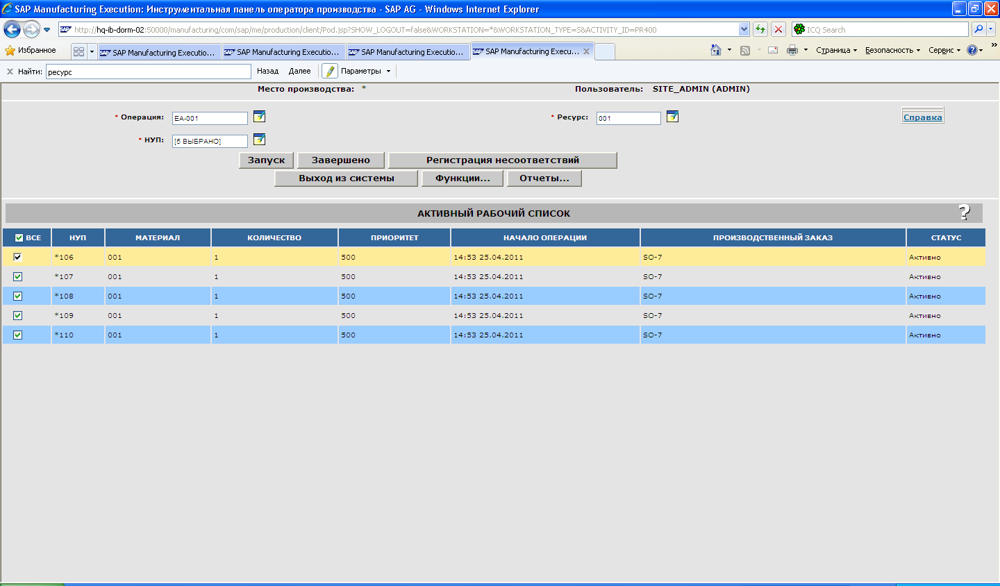 SAP Manufacturing Execution: Инструментальная панель оператора производства - SAP AG - Windows Internet Explorer
http://hq-ib-dorm-02:50000/manufacturing/com/sap/me/production/client/Pod.jsp?SHOW_LOGOUT=false&WORKSTATION=*&WORKSTATION_TYPE=S&ACTIVITY_ID=PR400 ICQ Search
Избранное SAP Manufacturing Executio... SAP Manufacturing Executio... SAP Manufacturing Executio... SAP Manufacturing Execu... Страница Безопасность Сервис
Найти: ресурс Назад Далее Параметры
Место производства: * Пользователь: SITE_ADMIN (ADMIN)
* Операция: EA-001 * Ресурс: 001 Справка
* НУП: [5 ВЫБРАНО]
Запуск Завершено Регистрация несоответствий
Выход из системы Функции... Отчеты...
АКТИВНЫЙ РАБОЧИЙ СПИСОК ?
ВСЕ НУП МАТЕРИАЛ КОЛИЧЕСТВО ПРИОРИТЕТ НАЧАЛО ОПЕРАЦИИ ПРОИЗВОДСТВЕННЫЙ ЗАКАЗ СТАТУС
*106 001 1 500 14:53 25.04.2011 SO-7 Активно
*107 001 1 500 14:53 25.04.2011 SO-7 Активно
*108 001 1 500 14:53 25.04.2011 SO-7 Активно
*109 001 1 500 14:53 25.04.2011 SO-7 Активно
*110 001 1 500 14:53 25.04.2011 SO-7 Активно